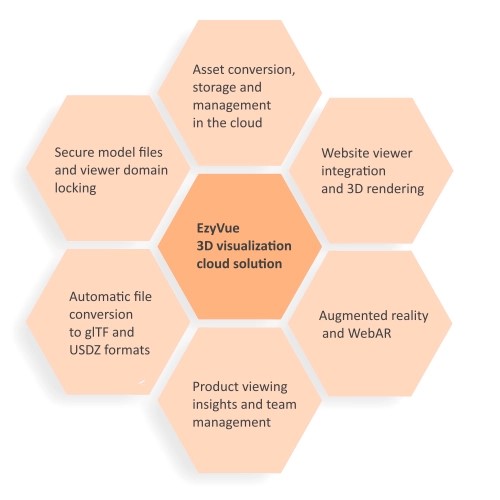 Asset conversion,
storage and
management
in the cloud
Secure model files
and viewer domain
locking
Website viewer
integration
and 3D rendering
EzyVue
3D visualization
cloud solution
Automatic file
conversion
to glTF and
USDZ formats
Augmented reality
and WebAR
Product viewing
insights and team
management